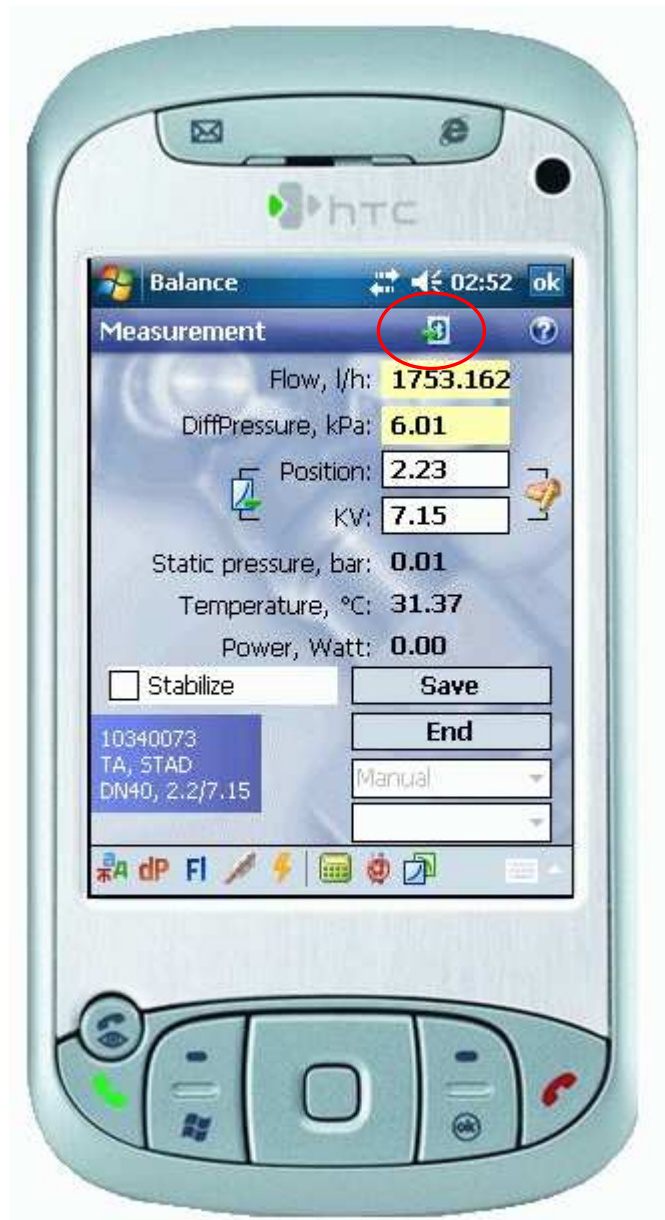 htc
Balance 02:52 ok
Measurement ?
Flow, l/h: 1753.162
DiffPressure, kPa: 6.01
Position: 2.23
KV: 7.15
Static pressure, bar: 0.01
Temperature, °C: 31.37
Power, Watt: 0.00
Stabilize Save
End
10340073
TA, STAD
DN40, 2.2/7.15
Manual
dP Fl
ok